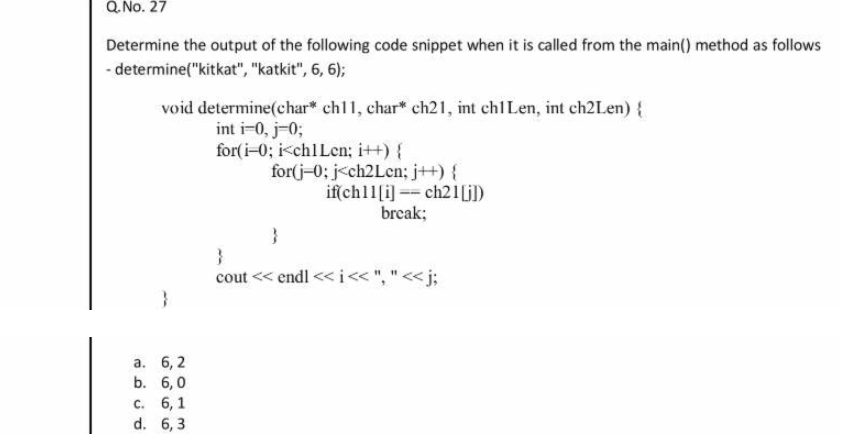 Q.No. 27
Determine the output of the following code snippet when it is called from the main() method as follows
- determine("kitkat", "katkit", 6, 6);
void determine(char* ch11, char* ch21, int ch1Len, int ch2Len) {
int i=0, j=0;
for(i=0; i<ch1Len; i++) {
for(j=0; j<ch2Len; j++) {
if(ch11[i] == ch21[j])
break;
}
}
cout << endl << i << ", " << j;
}
a. 6, 2
b. 6, 0
c. 6, 1
d. 6, 3